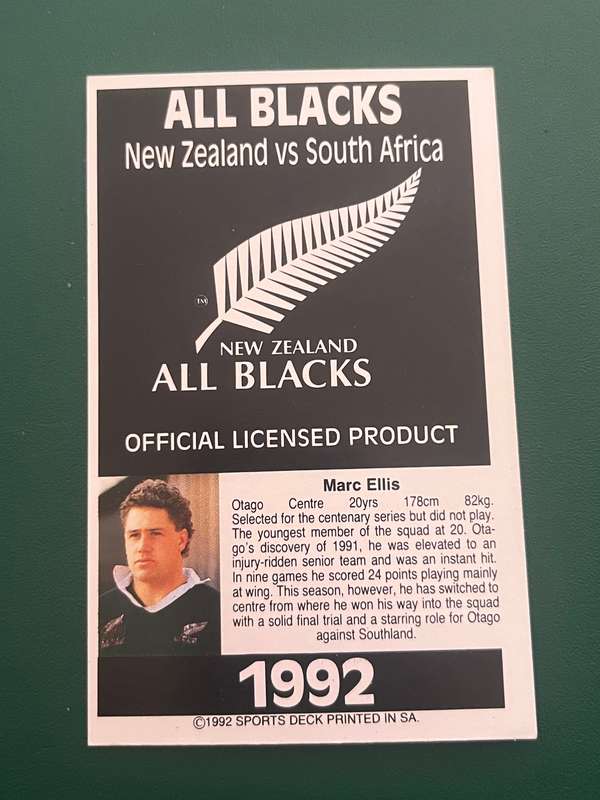 ALL BLACKS
New Zealand vs South Africa
TM
NEW ZEALAND
ALL BLACKS
OFFICIAL LICENSED PRODUCT
Marc Ellis
Otago Centre 20yrs 178cm 82kg.
Selected for the centenary series but did not play.
The youngest member of the squad at 20. Ota-
go's discovery of 1991, he was elevated to an
injury-ridden senior team and was an instant hit.
In nine games he scored 24 points playing mainly
at wing. This season, however, he has switched to
centre from where he won his way into the squad
with a solid final trial and a starring role for Otago
against Southland.
1992
©1992 SPORTS DECK PRINTED IN SA.